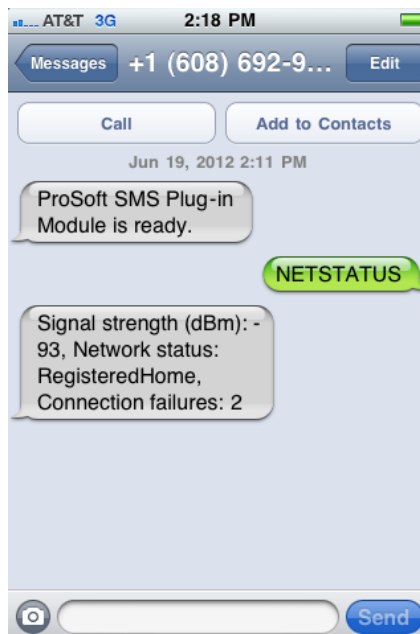 AT&T 3G 2:18 PM
Messages +1 (608) 692-9... Edit
Call Add to Contacts
Jun 19, 2012 2:11 PM
ProSoft SMS Plug-in
Module is ready.
NETSTATUS
Signal strength (dBm): -
93, Network status:
RegisteredHome,
Connection failures: 2
Send